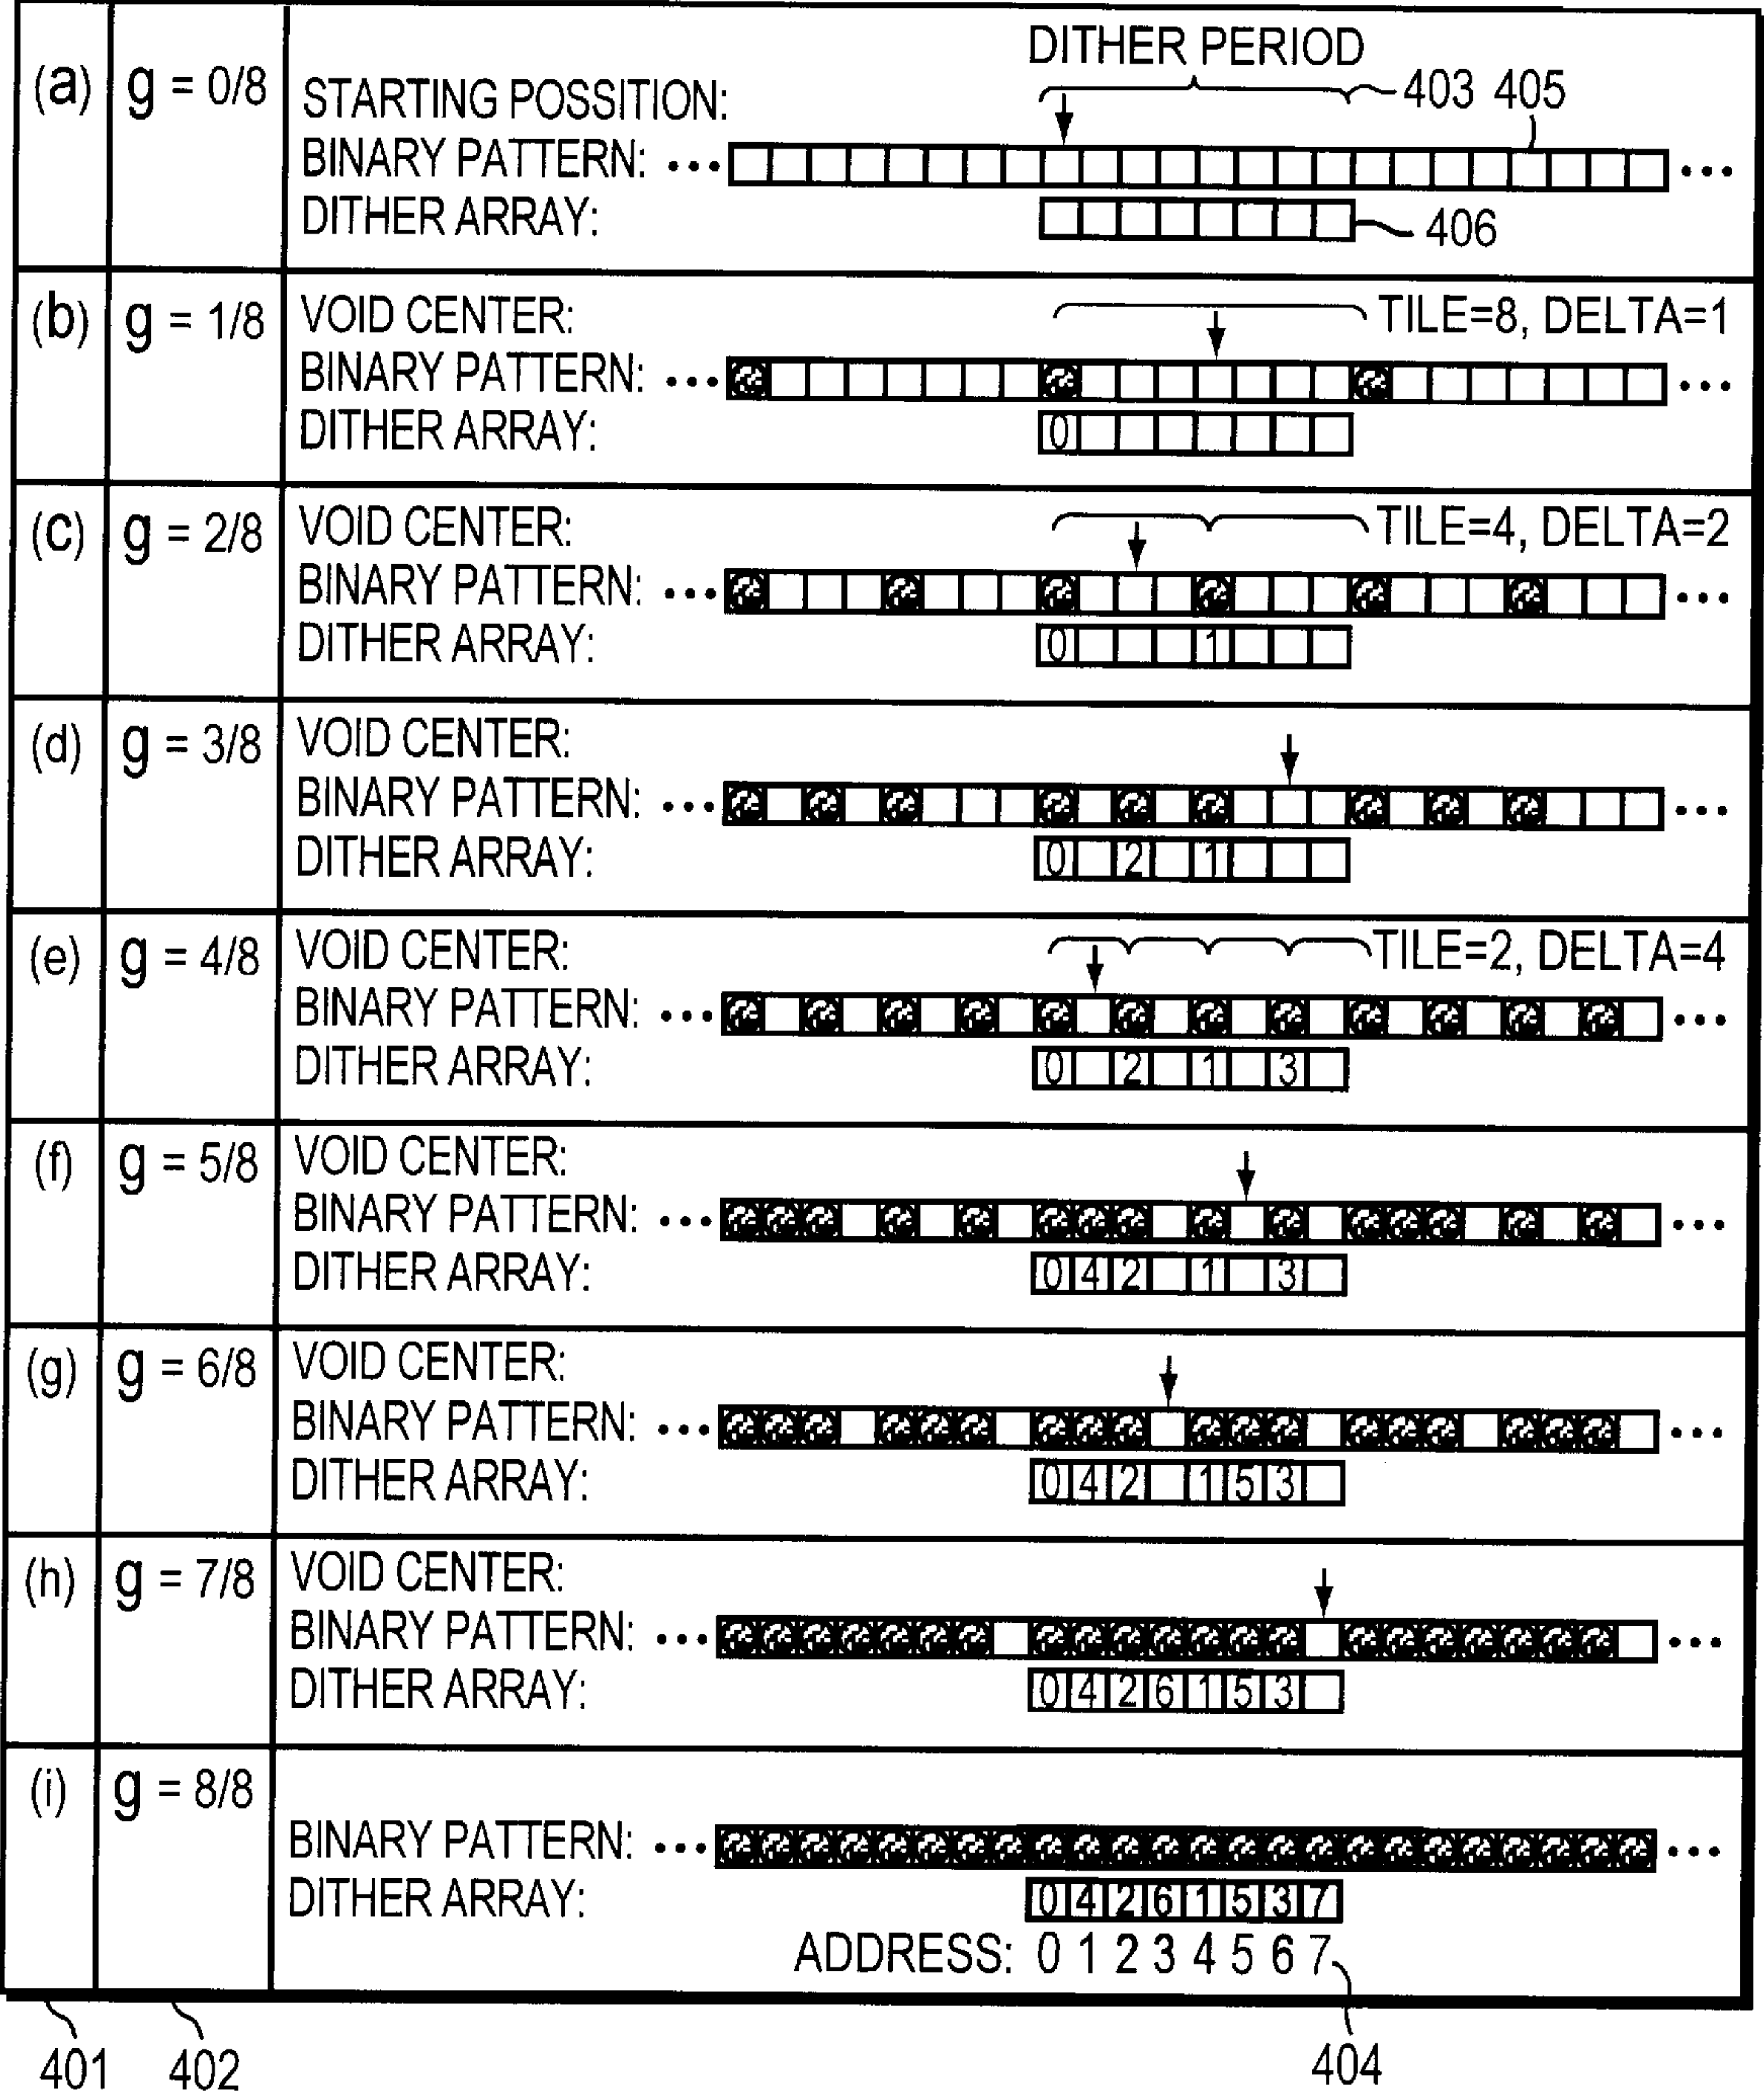 DITHER PERIOD
(a) g = 0/8 STARTING POSSITION: 403 405
BINARY PATTERN: ••• •••
DITHER ARRAY: 406
(b) g = 1/8 VOID CENTER: TILE=8, DELTA=1
BINARY PATTERN: ••• •••
DITHER ARRAY: 0
(c) g = 2/8 VOID CENTER: TILE=4, DELTA=2
BINARY PATTERN: ••• •••
DITHER ARRAY: 0 1
(d) g = 3/8 VOID CENTER:
BINARY PATTERN: ••• •••
DITHER ARRAY: 0 2 1
(e) g = 4/8 VOID CENTER: TILE=2, DELTA=4
BINARY PATTERN: ••• •••
DITHER ARRAY: 0 2 1 3
(f) g = 5/8 VOID CENTER:
BINARY PATTERN: ••• •••
DITHER ARRAY: 0 4 2 1 3
(g) g = 6/8 VOID CENTER:
BINARY PATTERN: ••• •••
DITHER ARRAY: 0 4 2 1 5 3
(h) g = 7/8 VOID CENTER:
BINARY PATTERN: ••• •••
DITHER ARRAY: 0 4 2 6 1 5 3
(i) g = 8/8
BINARY PATTERN: ••• •••
DITHER ARRAY: 0 4 2 6 1 5 3 7
ADDRESS: 0 1 2 3 4 5 6 7
401 402 404